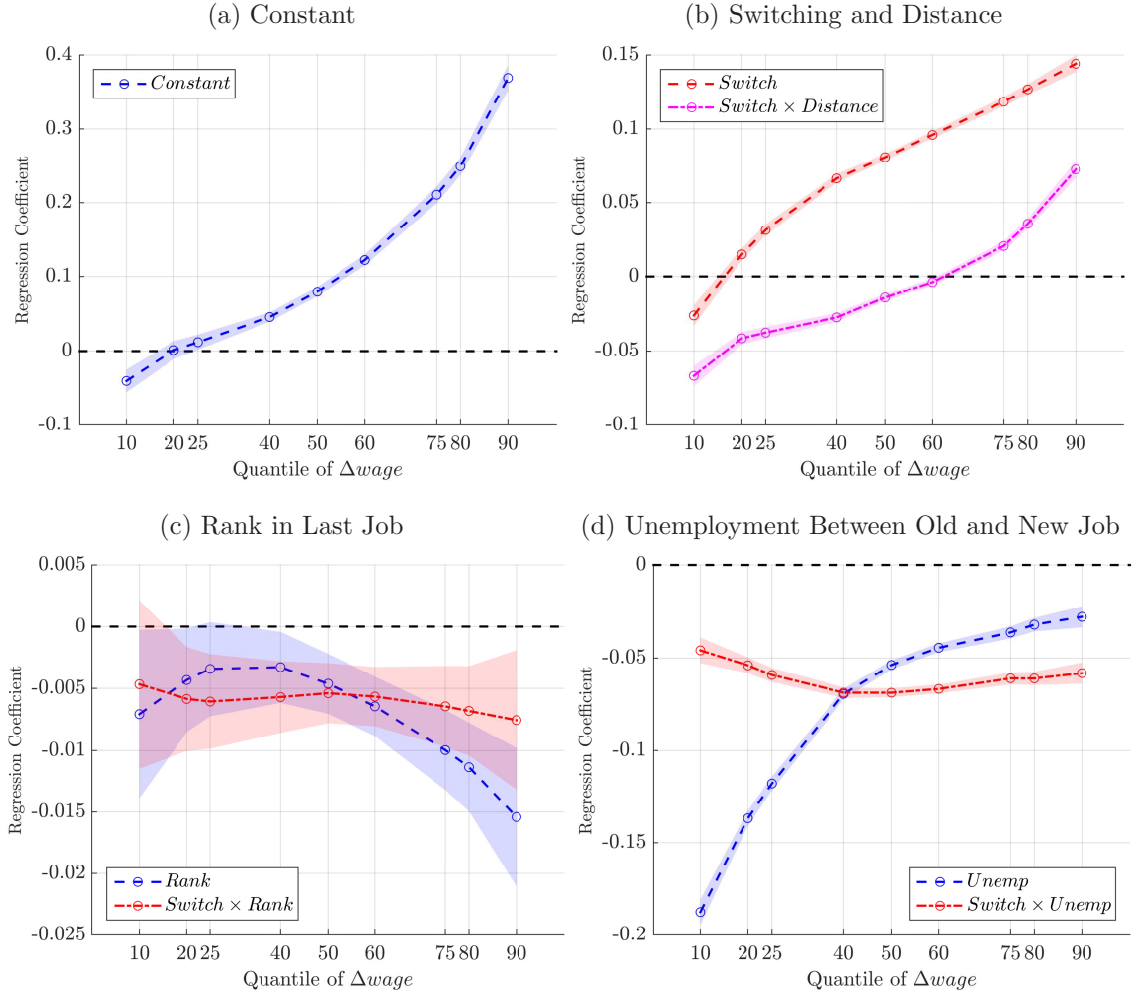 (a) Constant
0.4
0.3
0.2
0.1
0
-0.1
Regression Coefficient
Constant
10 20 25 40 50 60 75 80 90
Quantile of Δwage
(b) Switching and Distance
0.15
0.1
0.05
0
-0.05
-0.1
Regression Coefficient
Switch
Switch × Distance
10 20 25 40 50 60 75 80 90
Quantile of Δwage
(c) Rank in Last Job
0.005
0
-0.005
-0.01
-0.015
-0.02
-0.025
Regression Coefficient
Rank
Switch × Rank
10 20 25 40 50 60 75 80 90
Quantile of Δwage
(d) Unemployment Between Old and New Job
0
-0.05
-0.1
-0.15
-0.2
Regression Coefficient
Unemp
Switch × Unemp
10 20 25 40 50 60 75 80 90
Quantile of Δwage